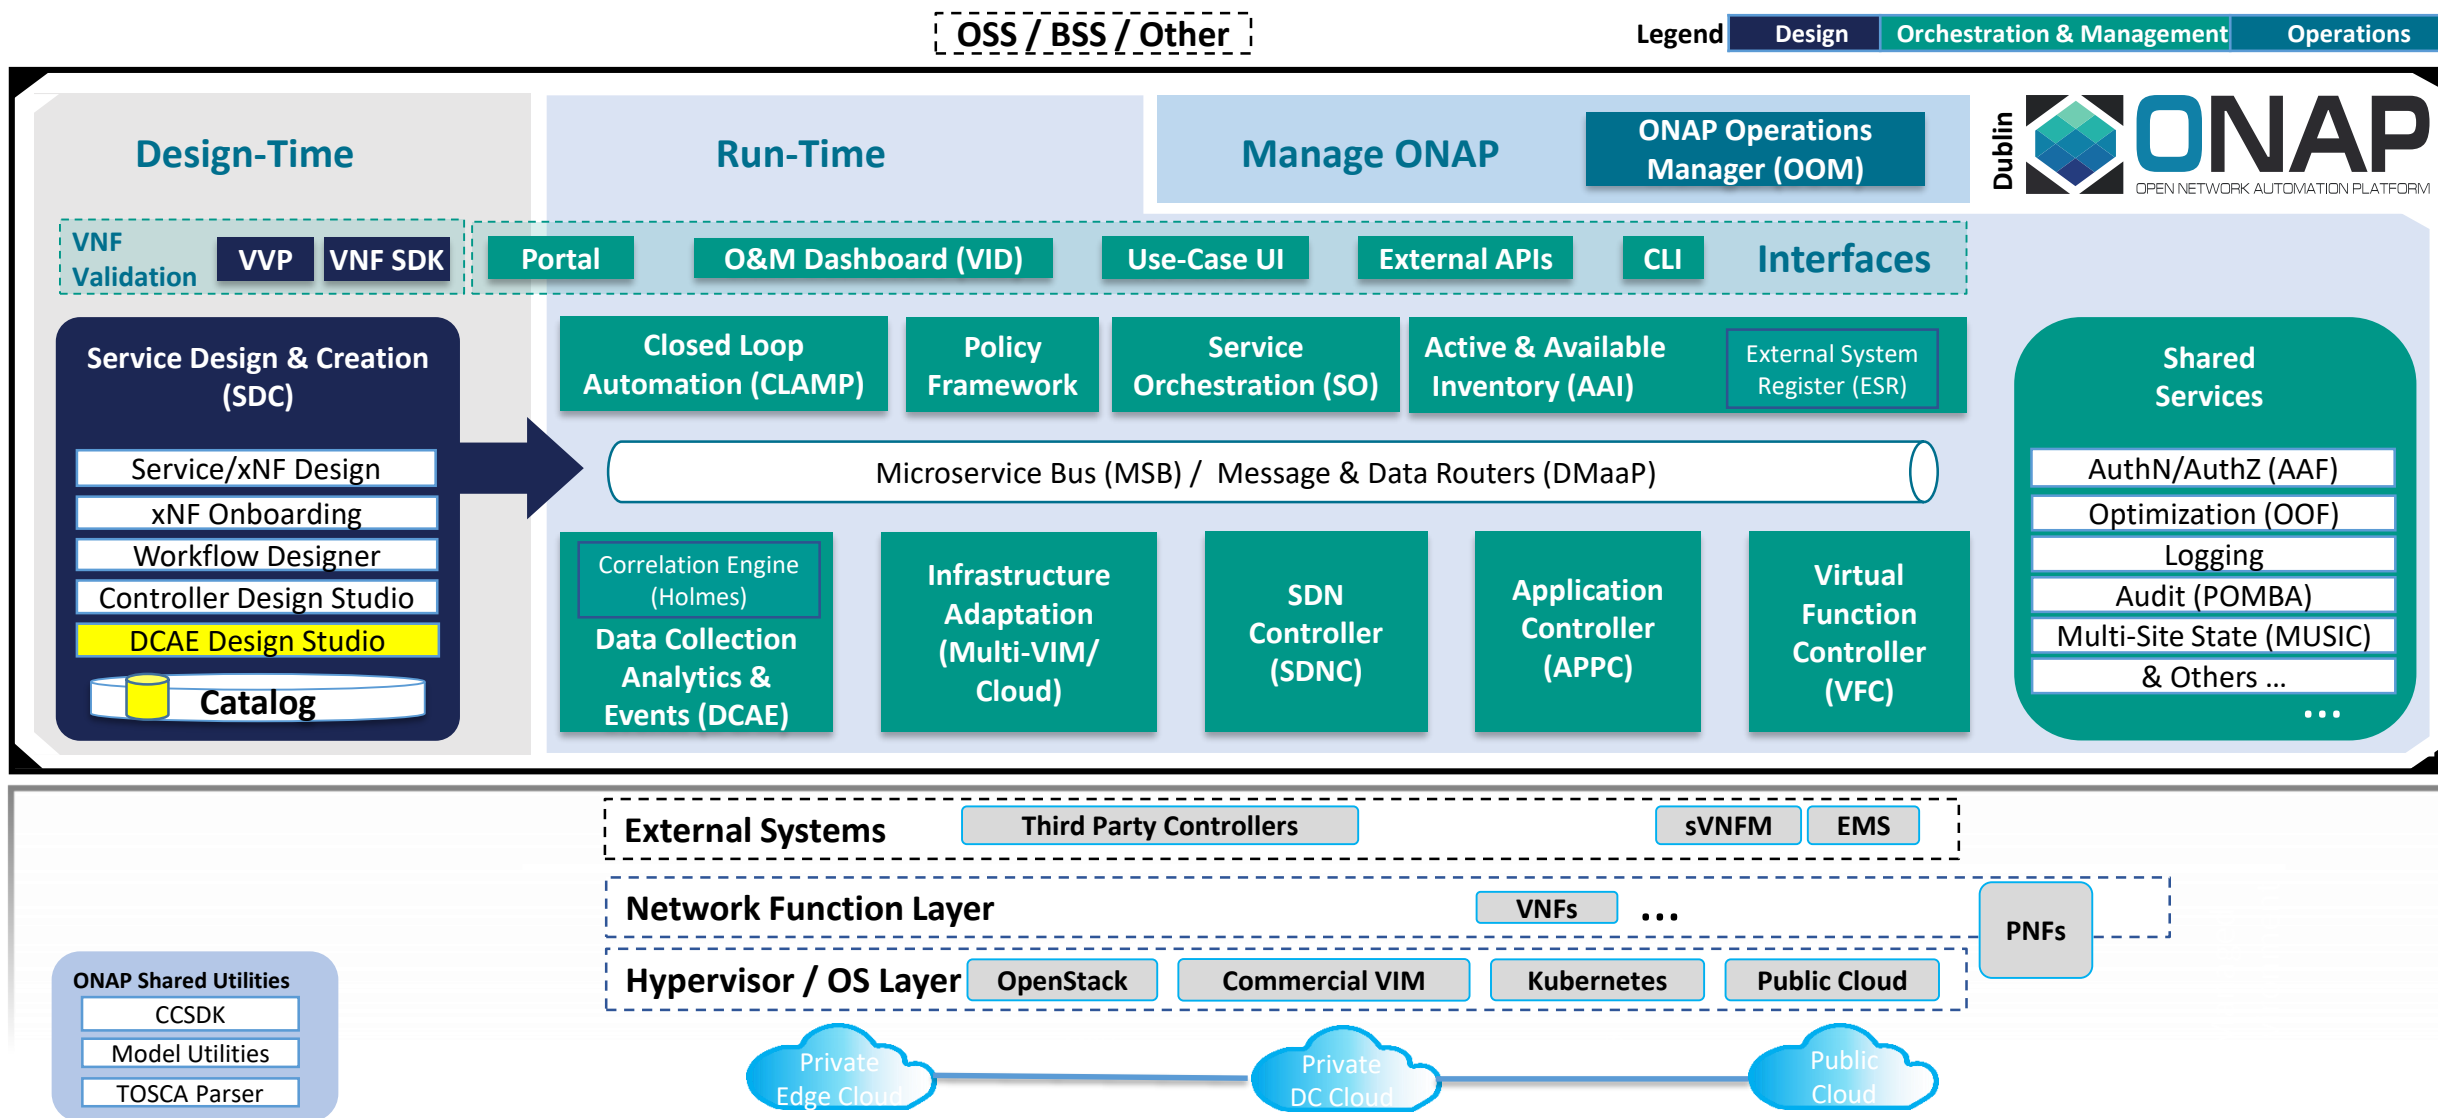 OSS / BSS / Other
Legend
Design
Orchestration & Management
Operations
Design-Time
Run-Time
Manage ONAP
ONAP Operations
Manager (OOM)
Dublin
ONAP
OPEN NETWORK AUTOMATION PLATFORM
VNF
Validation
VVP
VNF SDK
Portal
O&M Dashboard (VID)
Use-Case UI
External APIs
CLI
Interfaces
Service Design & Creation
(SDC)
Service/xNF Design
xNF Onboarding
Workflow Designer
Controller Design Studio
DCAE Design Studio
Catalog
Closed Loop
Automation (CLAMP)
Policy
Framework
Service
Orchestration (SO)
Active & Available
Inventory (AAI)
External System
Register (ESR)
Microservice Bus (MSB) / Message & Data Routers (DMaaP)
Correlation Engine
(Holmes)
Data Collection
Analytics &
Events (DCAE)
Infrastructure
Adaptation
(Multi-VIM/
Cloud)
SDN
Controller
(SDNC)
Application
Controller
(APPC)
Virtual
Function
Controller
(VFC)
Shared
Services
AuthN/AuthZ (AAF)
Optimization (OOF)
Logging
Audit (POMBA)
Multi-Site State (MUSIC)
& Others ...
...
External Systems
Third Party Controllers
sVNFM
EMS
Network Function Layer
VNFs
...
PNFs
Hypervisor / OS Layer
OpenStack
Commercial VIM
Kubernetes
Public Cloud
ONAP Shared Utilities
CCSDK
Model Utilities
TOSCA Parser
Private
Edge Cloud
Private
DC Cloud
Public
Cloud